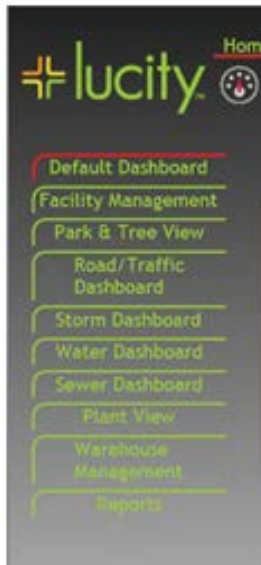 Hom
lucity™
Default Dashboard
Facility Management
Park & Tree View
Road/Traffic
Dashboard
Storm Dashboard
Water Dashboard
Sewer Dashboard
Plant View
Warehouse
Management
Reports